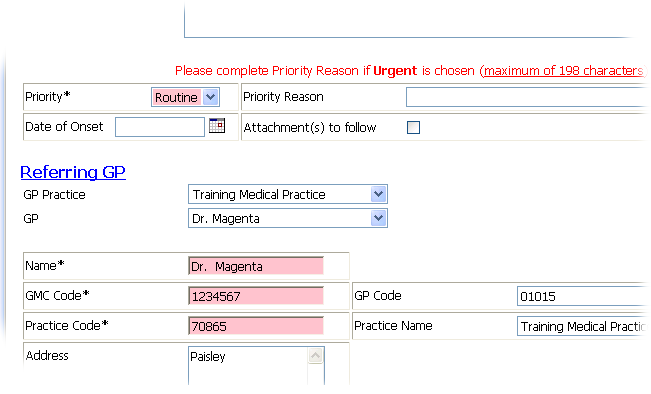 Please complete Priority Reason if Urgent is chosen (maximum of 198 characters
Priority* Routine Priority Reason
Date of Onset Attachment(s) to follow
Referring GP
GP Practice Training Medical Practice
GP Dr. Magenta
Name* Dr. Magenta
GMC Code* 1234567 GP Code 01015
Practice Code* 70865 Practice Name Training Medical Practic
Address Paisley